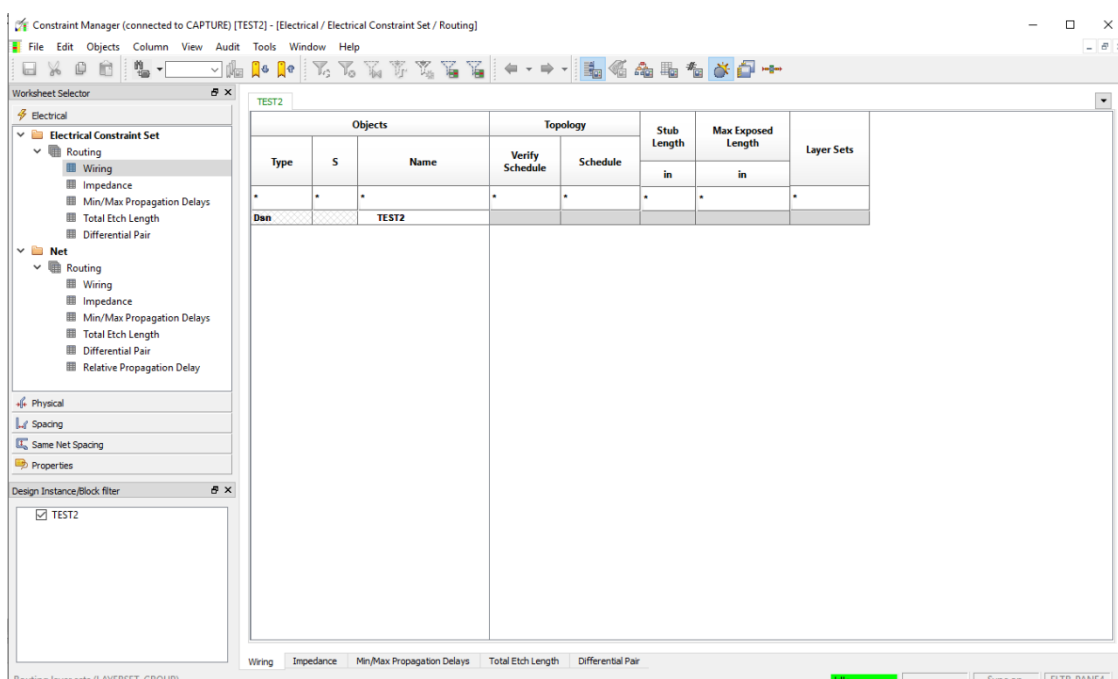 Constraint Manager (connected to CAPTURE) [TEST2] - [Electrical / Electrical Constraint Set / Routing]
File Edit Objects Column View Audit Tools Window Help
Worksheet Selector
Electrical
Electrical Constraint Set
Routing
Wiring
Impedance
Min/Max Propagation Delays
Total Etch Length
Differential Pair
Net
Routing
Wiring
Impedance
Min/Max Propagation Delays
Total Etch Length
Differential Pair
Relative Propagation Delay
Physical
Spacing
Same Net Spacing
Properties
Design Instance/Block filter
TEST2
TEST2
Objects Topology Stub Length Max Exposed Length Layer Sets
Type S Name Verify Schedule Schedule in in
* * * * * * * *
Dsn TEST2
Wiring Impedance Min/Max Propagation Delays Total Etch Length Differential Pair